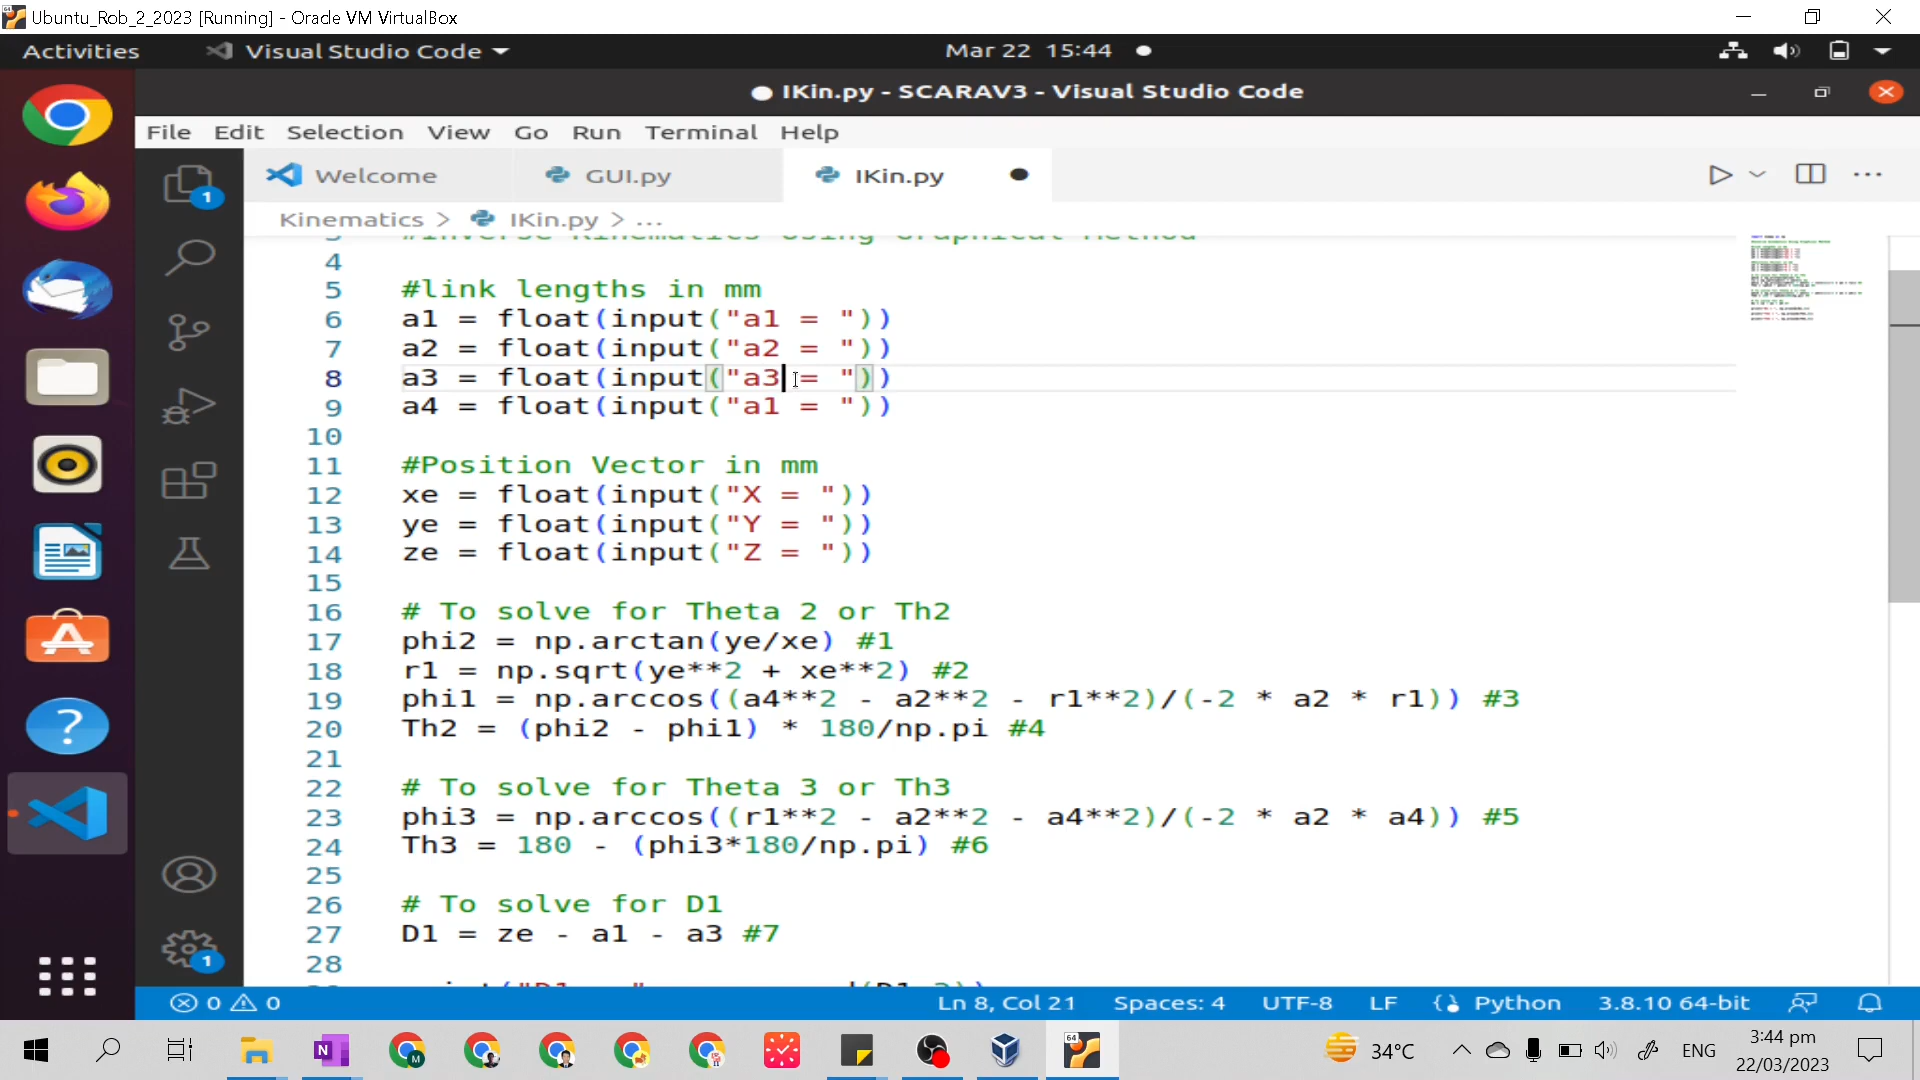 Ubuntu_Rob_2_2023 [Running] - Oracle VM VirtualBox
Activities Visual Studio Code Mar 22 15:44
IKin.py - SCARAV3 - Visual Studio Code
File Edit Selection View Go Run Terminal Help
1 Welcome GUI.py IKin.py
Kinematics > IKin.py > ...
3 #Inverse Kinematics Using Graphical Method
4
5 #link lengths in mm
6 a1 = float(input("a1 = "))
7 a2 = float(input("a2 = "))
8 a3 = float(input("a3 = "))
9 a4 = float(input("a1 = "))
10
11 #Position Vector in mm
12 xe = float(input("X = "))
13 ye = float(input("Y = "))
14 ze = float(input("Z = "))
15
16 # To solve for Theta 2 or Th2
17 phi2 = np.arctan(ye/xe) #1
18 r1 = np.sqrt(ye**2 + xe**2) #2
19 phi1 = np.arccos((a4**2 - a2**2 - r1**2)/(-2 * a2 * r1)) #3
20 Th2 = (phi2 - phi1) * 180/np.pi #4
21
22 # To solve for Theta 3 or Th3
23 phi3 = np.arccos((r1**2 - a2**2 - a4**2)/(-2 * a2 * a4)) #5
24 Th3 = 180 - (phi3*180/np.pi) #6
25
26 # To solve for D1
27 D1 = ze - a1 - a3 #7
28
1
0 0 Ln 8, Col 21 Spaces: 4 UTF-8 LF Python 3.8.10 64-bit
34°C ENG 3:44 pm
22/03/2023